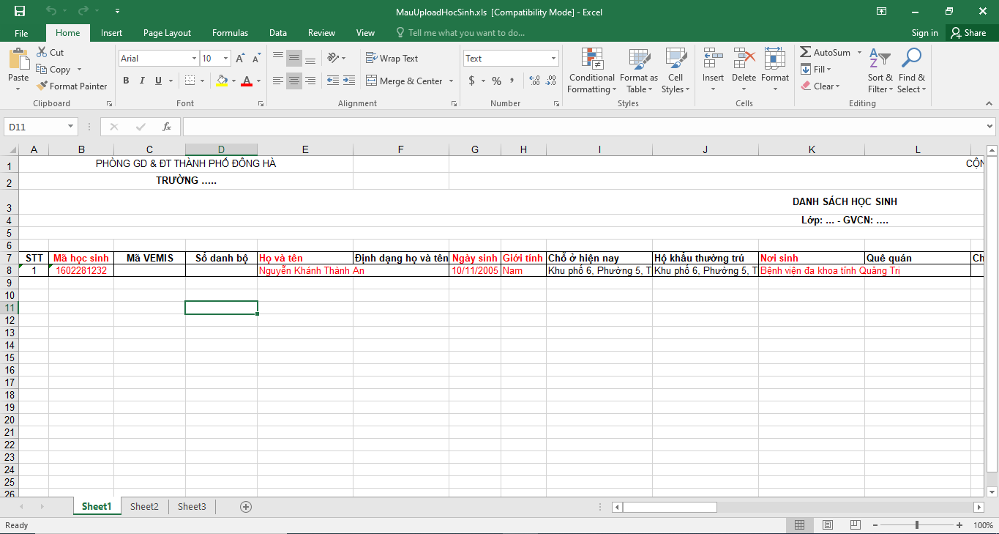 MauUploadHocSinh.xls [Compatibility Mode] - Excel
File Home Insert Page Layout Formulas Data Review View Tell me what you want to do... Sign in Share
Paste Cut Copy Format Painter
Clipboard
Arial 10
B I U A
Font
Wrap Text
Merge & Center
Alignment
Text
$ % ,
Number
Conditional Formatting Format as Table Cell Styles
Styles
Insert Delete Format
Cells
AutoSum Fill Clear Sort & Filter Find & Select
Editing
D11 fx
A B C D E F G H I J K L
1 PHÒNG GD & ĐT THÀNH PHỐ ĐÔNG HÀ CỘN
2 TRƯỜNG .....
3 DANH SÁCH HỌC SINH
4 Lớp: ... - GVCN: ....
5
6
7 STT Mã học sinh Mã VEMIS Số danh bộ Họ và tên Định dạng họ và tên Ngày sinh Giới tính Chỗ ở hiện nay Hộ khẩu thường trú Nơi sinh Quê quán Ch
8 1 1602281232 Nguyễn Khánh Thành An 10/11/2005 Nam Khu phố 6, Phường 5, T Khu phố 6, Phường 5, T Bệnh viện đa khoa tỉnh Quảng Trị
9
10
11
12
13
14
15
16
17
18
19
20
21
22
23
24
25
26
Sheet1 Sheet2 Sheet3
Ready 100%